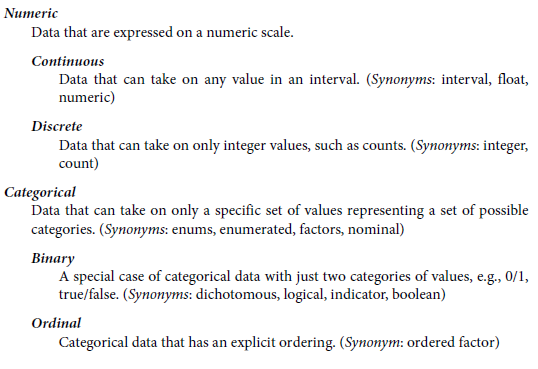 Numeric
Data that are expressed on a numeric scale.
Continuous
Data that can take on any value in an interval. (Synonyms: interval, float,
numeric)
Discrete
Data that can take on only integer values, such as counts. (Synonyms: integer,
count)
Categorical
Data that can take on only a specific set of values representing a set of possible
categories. (Synonyms: enums, enumerated, factors, nominal)
Binary
A special case of categorical data with just two categories of values, e.g., 0/1,
true/false. (Synonyms: dichotomous, logical, indicator, boolean)
Ordinal
Categorical data that has an explicit ordering. (Synonym: ordered factor)